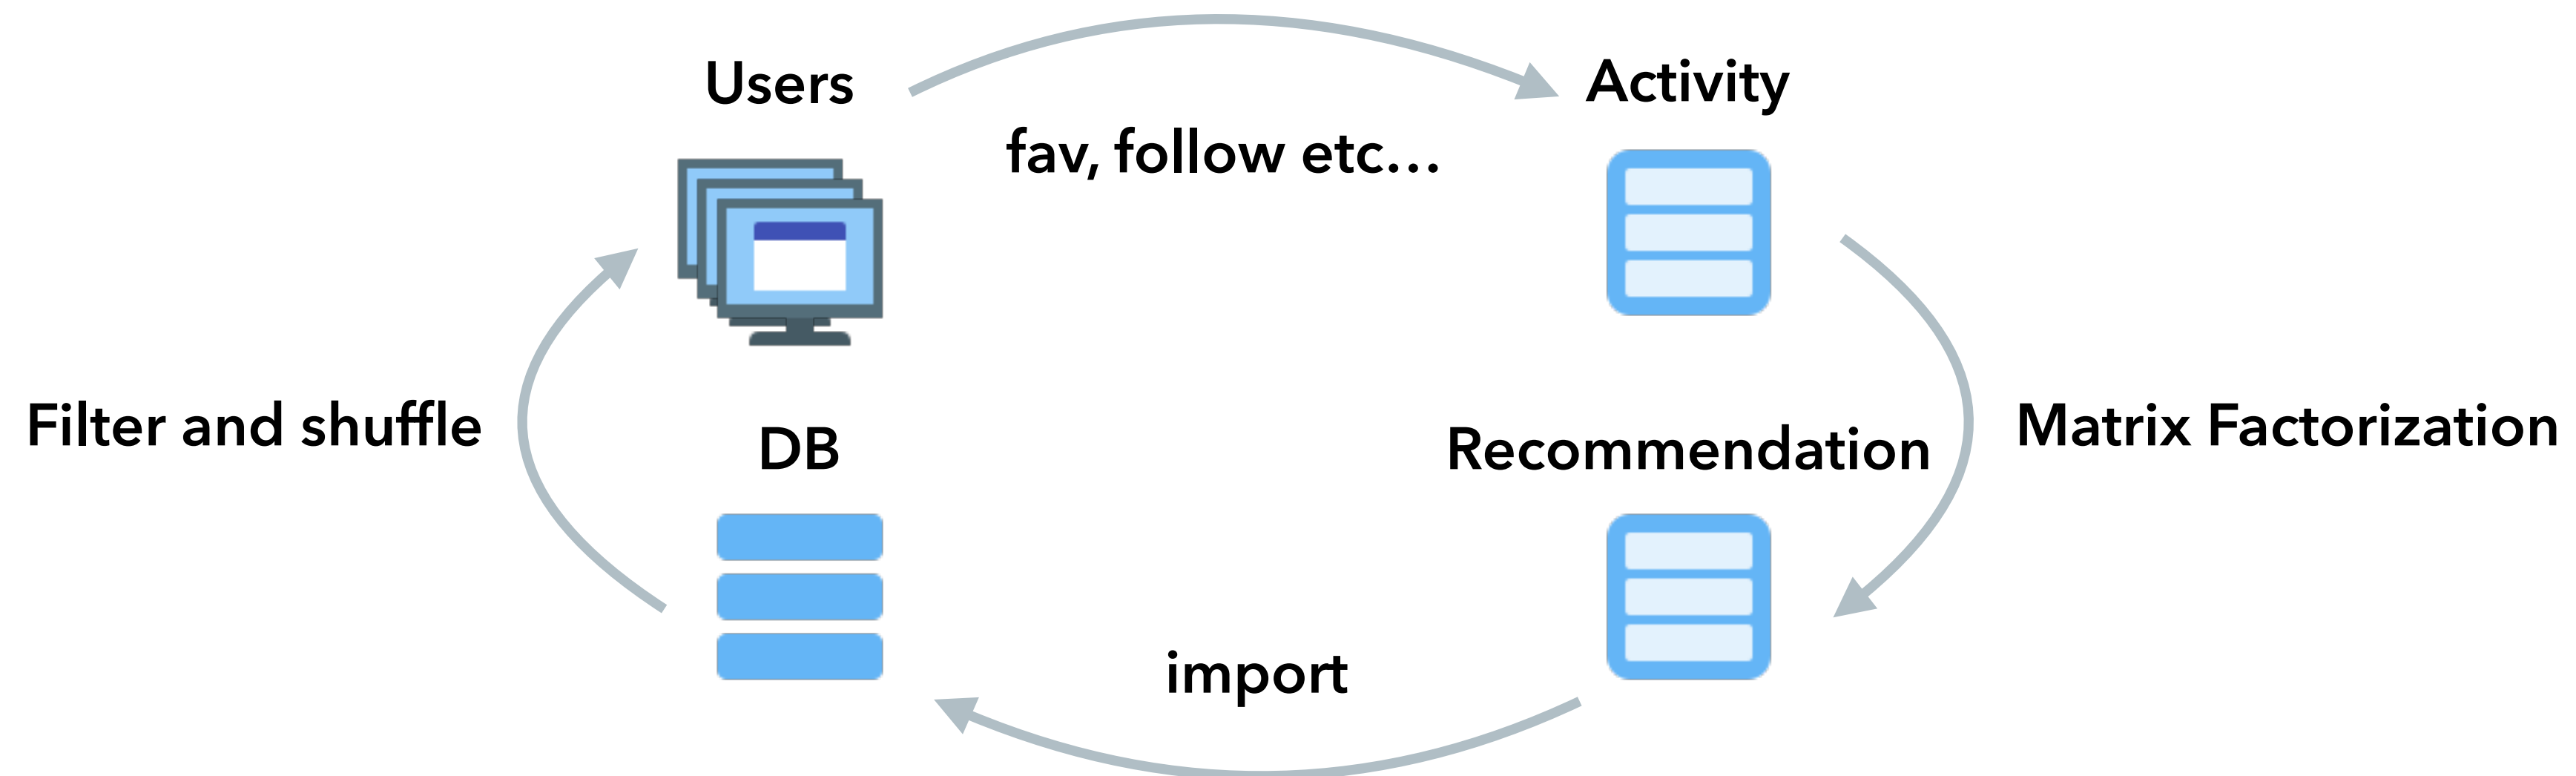 Users
Activity
fav, follow etc…
Filter and shuffle
DB
Recommendation
Matrix Factorization
import